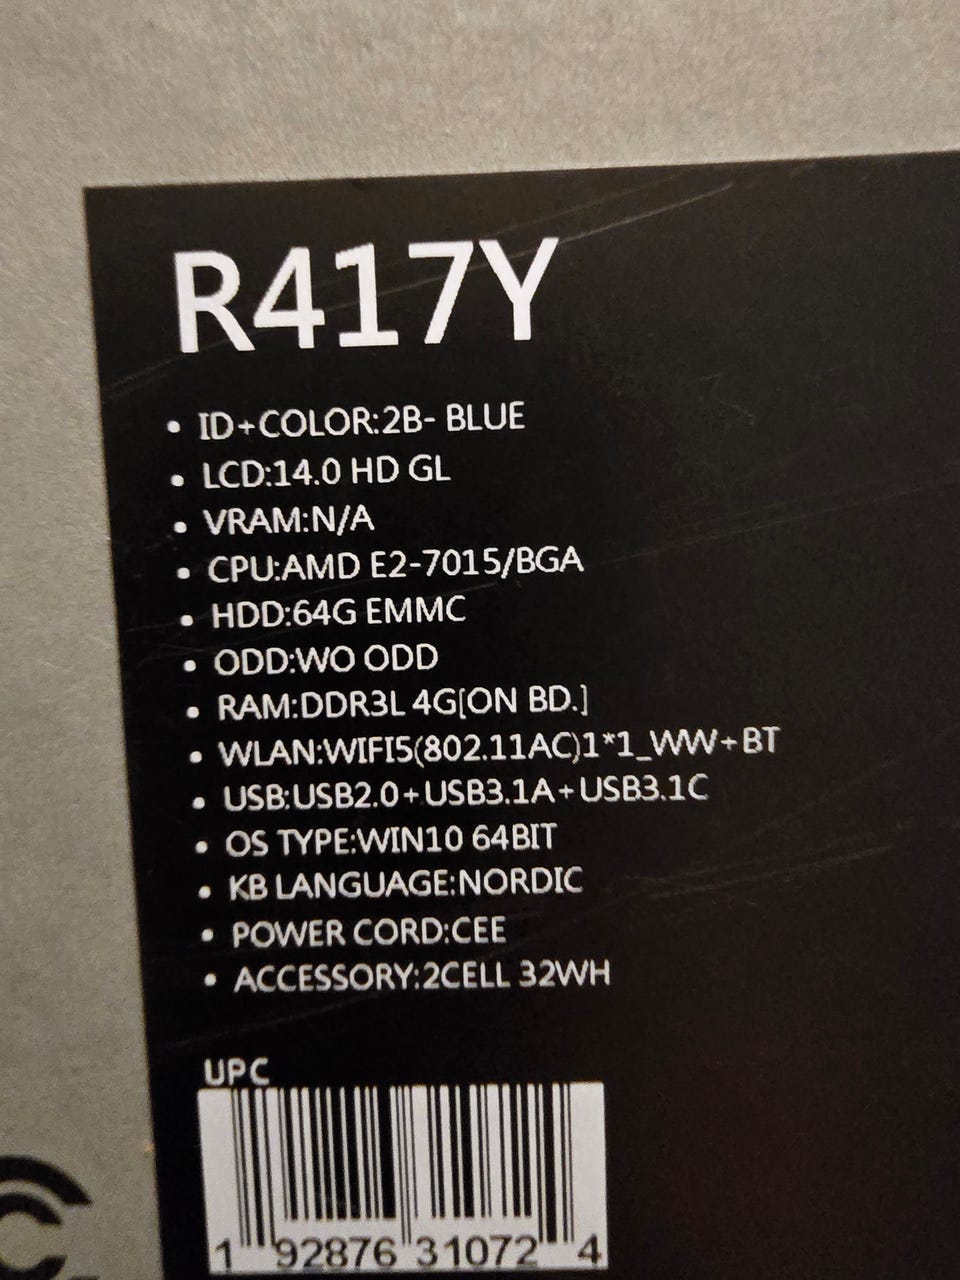 R417Y
• ID+COLOR:2B- BLUE
• LCD:14.0 HD GL
• VRAM:N/A
• CPU:AMD E2-7015/BGA
• HDD:64G EMMC
• ODD:WO ODD
• RAM:DDR3L 4G[ON BD.]
• WLAN:WIFI5(802.11AC)1*1_WW+BT
• USB:USB2.0+USB3.1A+USB3.1C
• OS TYPE:WIN10 64BIT
• KB LANGUAGE:NORDIC
• POWER CORD:CEE
• ACCESSORY:2CELL 32WH
UPC
1 92876 31072 4